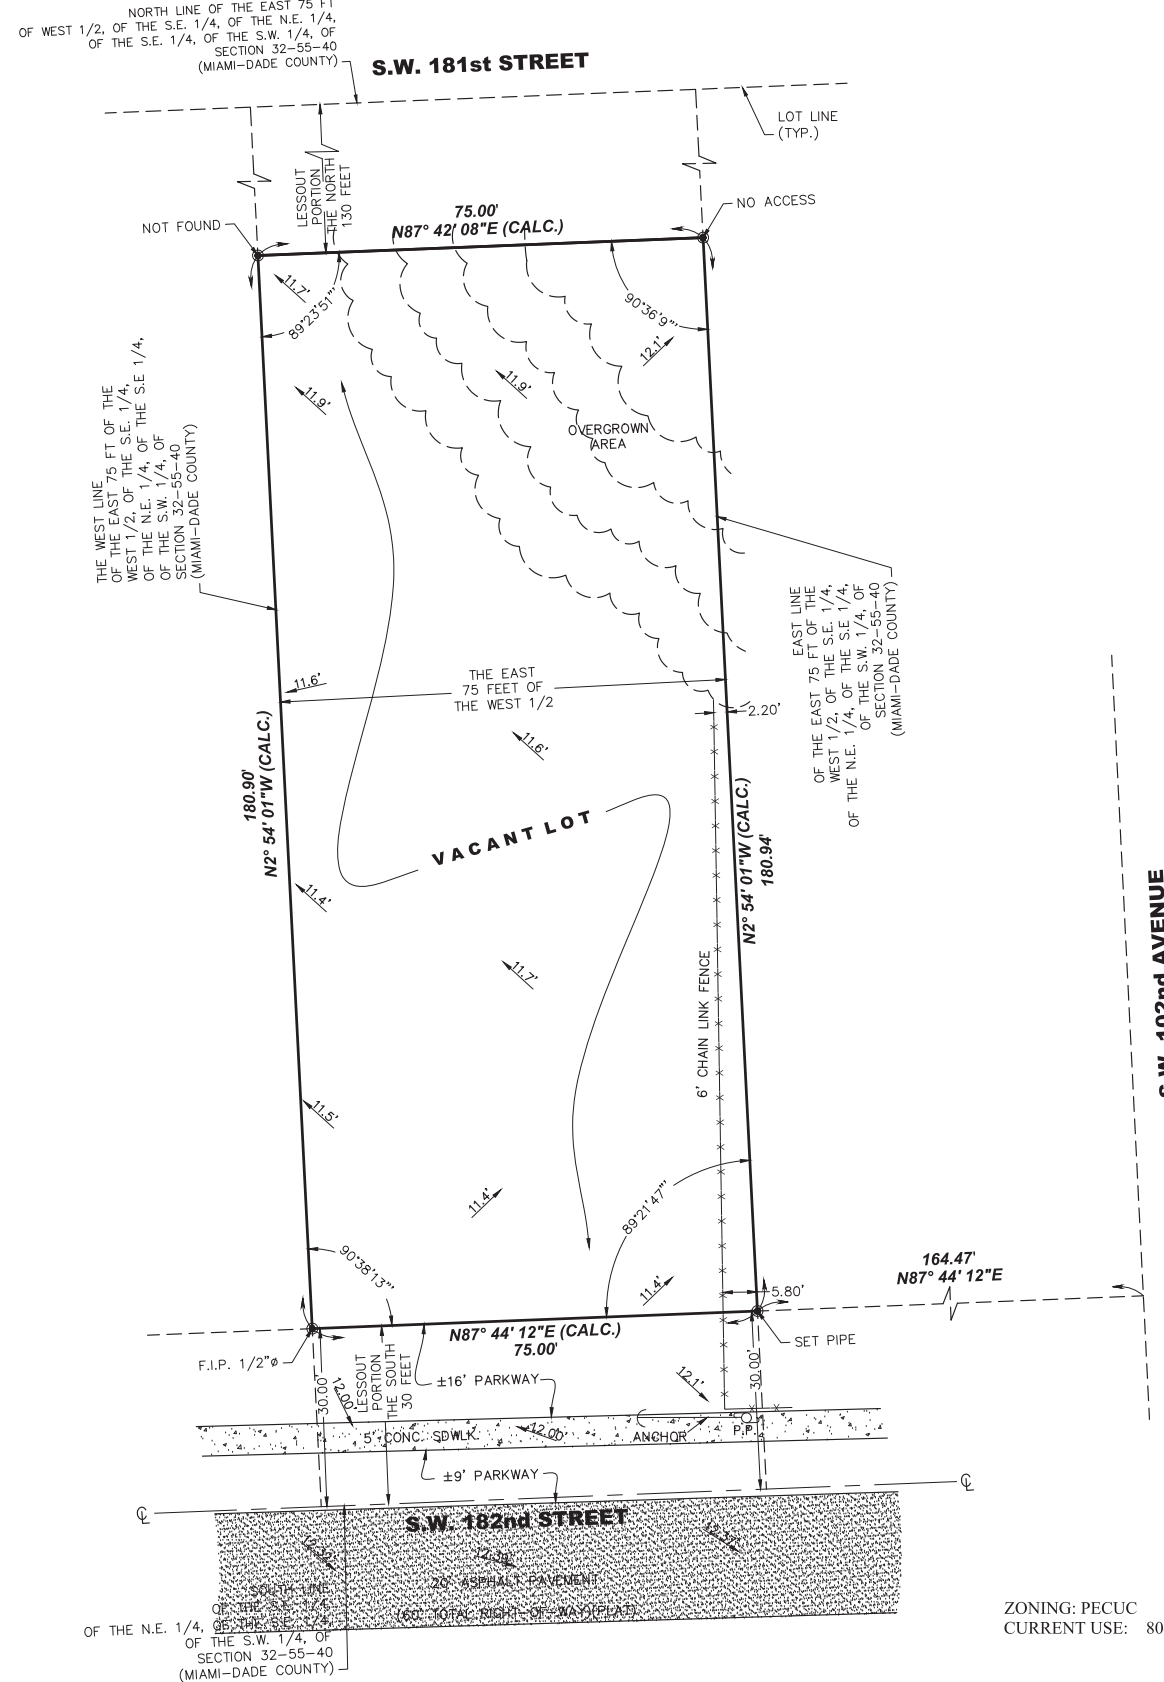 NORTH LINE OF THE EAST 75 FT
OF WEST 1/2, OF THE S.E. 1/4, OF THE N.E. 1/4,
OF THE S.E. 1/4, OF THE S.W. 1/4, OF
SECTION 32-55-40
(MIAMI-DADE COUNTY)
S.W. 181st STREET
LOT LINE
(TYP.)
LESSOUT
PORTION
THE NORTH
130 FEET
NOT FOUND
75.00'
N87° 42' 08"E (CALC.)
NO ACCESS
11.7'
89°23'51"'
90°36'9"'
12.1'
11.9'
11.9'
OVERGROWN
AREA
THE WEST LINE
OF THE EAST 75 FT OF THE
WEST 1/2, OF THE S.E. 1/4,
OF THE N.E. 1/4, OF THE S.E 1/4,
OF THE S.W. 1/4, OF
SECTION 32-55-40
(MIAMI-DADE COUNTY)
EAST LINE
OF THE EAST 75 FT OF THE
WEST 1/2, OF THE S.E. 1/4,
OF THE N.E. 1/4, OF THE S.E 1/4,
OF THE S.W. 1/4, OF
SECTION 32-55-40
(MIAMI-DADE COUNTY)
11.6'
THE EAST
75 FEET OF
THE WEST 1/2
2.20'
11.6'
180.90'
N2° 54' 01"W (CALC.)
VACANT LOT
N2° 54' 01"W (CALC.)
180.94'
11.4'
11.7'
6' CHAIN LINK FENCE
S.W. 102nd AVENUE
11.5'
11.4'
89°21'47"'
90°38'13"'
11.4'
5.80'
164.47'
N87° 44' 12"E
N87° 44' 12"E (CALC.)
75.00'
SET PIPE
F.I.P. 1/2"ø
30.00'
12.00'
LESSOUT
PORTION
THE SOUTH
30 FEET
±16' PARKWAY
12.1'
30.00'
5' CONC. SDWLK
12.00'
ANCHOR
P.P.
±9' PARKWAY
℄
℄
S.W. 182nd STREET
12.32'
20' ASPHALT PAVEMENT
(60' TOTAL RIGHT-OF-WAY)(PLAT)
SOUTH LINE
OF THE S.E. 1/4,
OF THE N.E. 1/4, OF THE S.E. 1/4,
OF THE S.W. 1/4, OF
SECTION 32-55-40
(MIAMI-DADE COUNTY)
ZONING: PECUC
CURRENT USE: 80